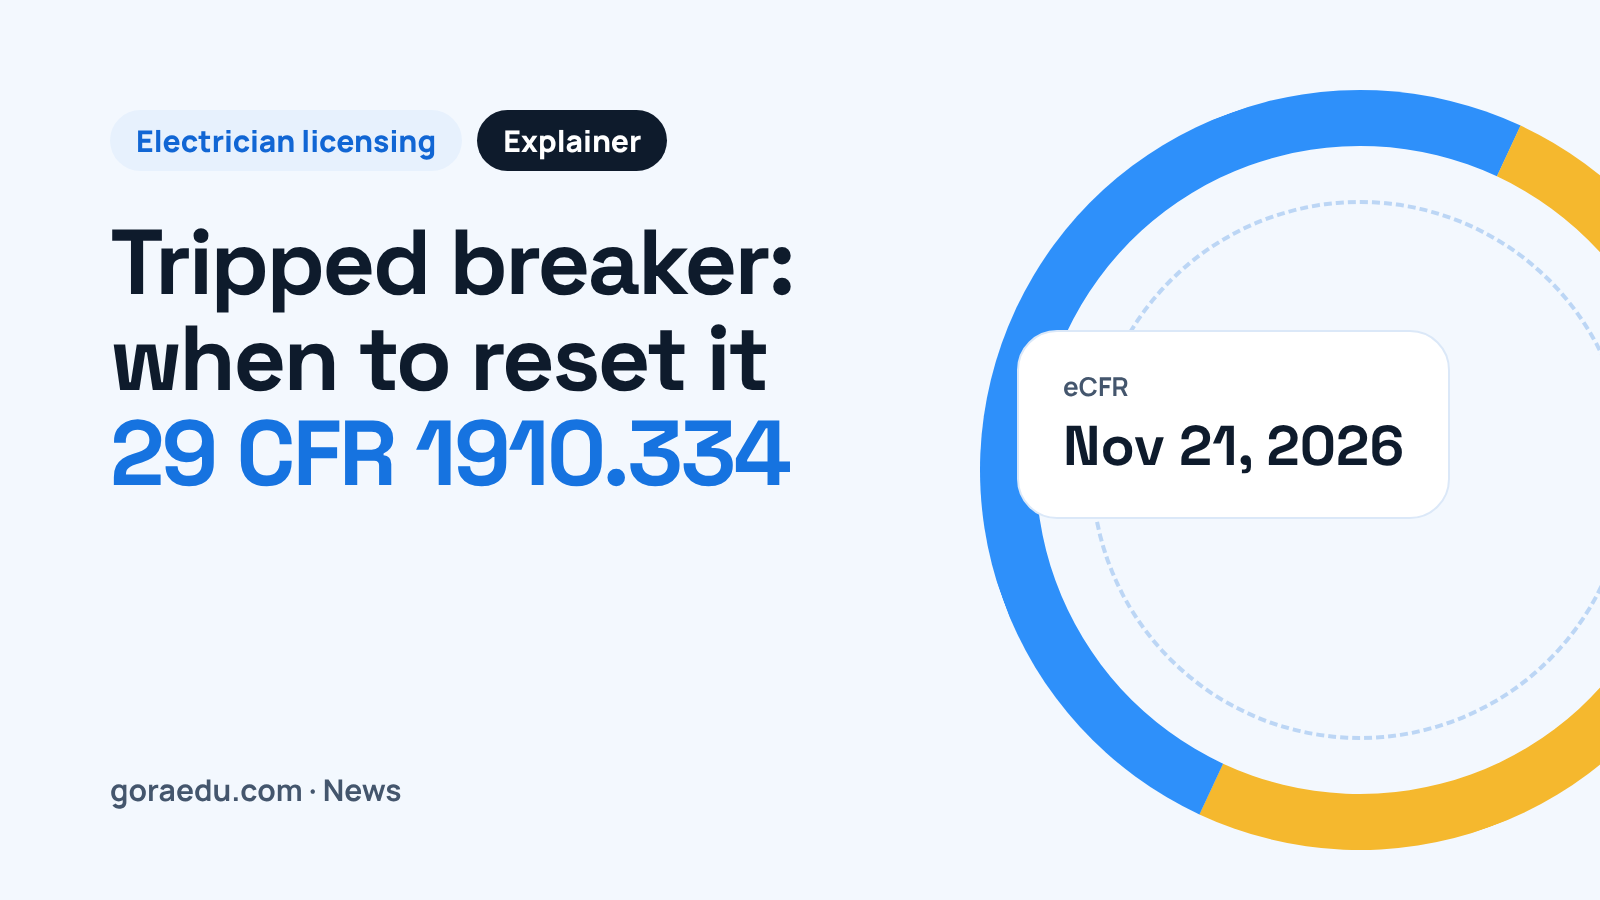 Electrician licensing
Explainer
Tripped breaker:
when to reset it
29 CFR 1910.334
eCFR
Nov 21, 2026
goraedu.com · News